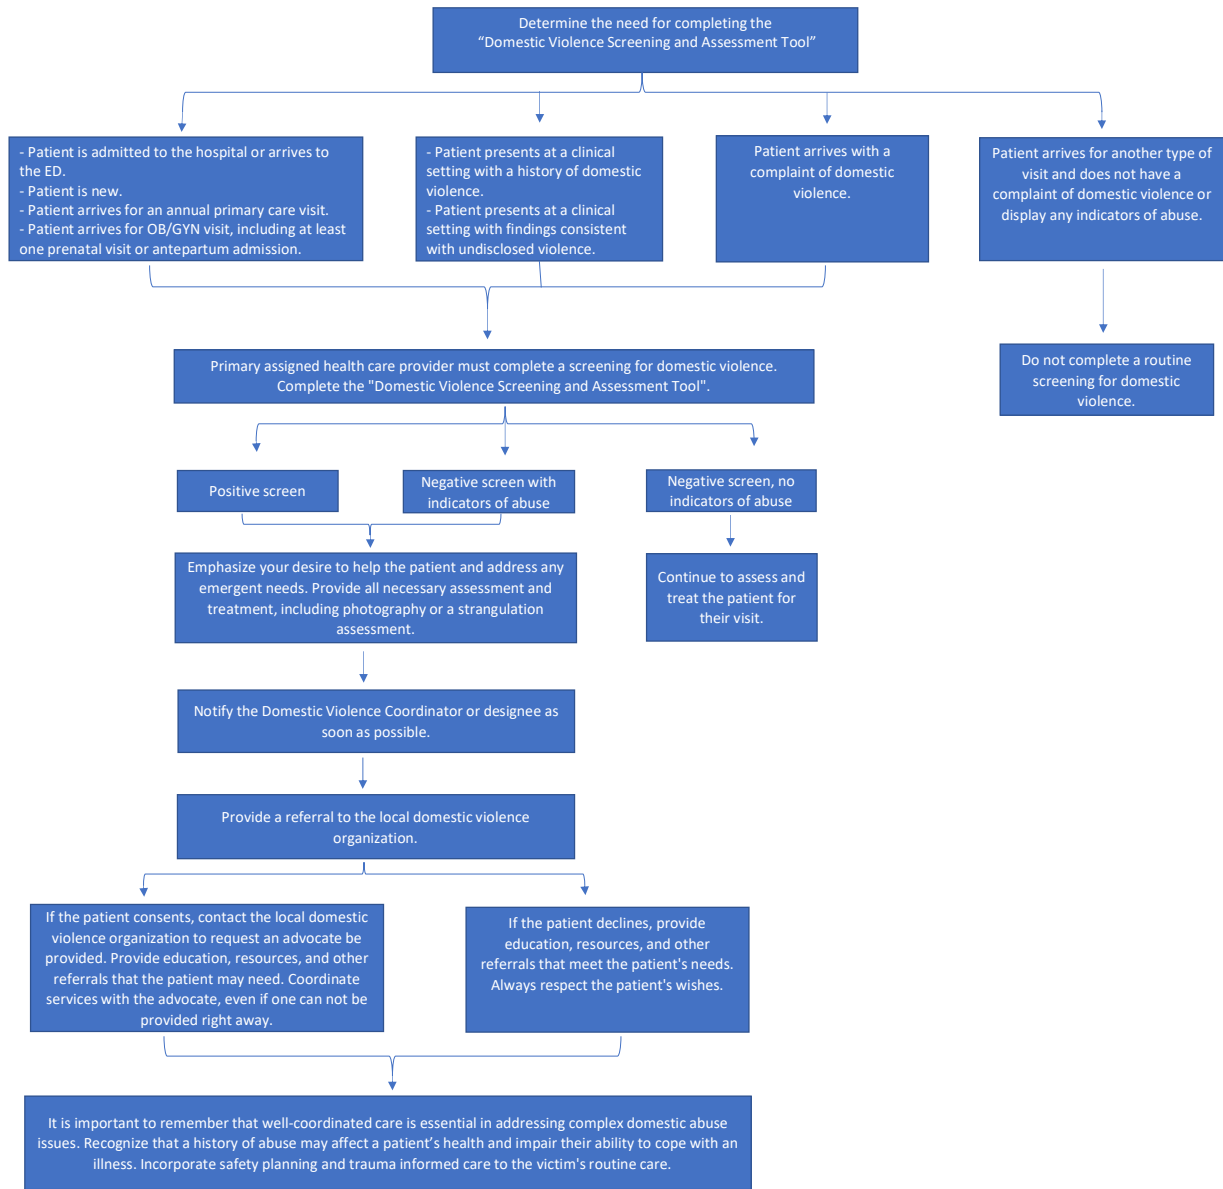 Determine the need for completing the
“Domestic Violence Screening and Assessment Tool”
- Patient is admitted to the hospital or arrives to
the ED.
- Patient is new.
- Patient arrives for an annual primary care visit.
- Patient arrives for OB/GYN visit, including at least
one prenatal visit or antepartum admission.
- Patient presents at a clinical
setting with a history of domestic
violence.
- Patient presents at a clinical
setting with findings consistent
with undisclosed violence.
Patient arrives with a
complaint of domestic
violence.
Patient arrives for another type of
visit and does not have a
complaint of domestic violence or
display any indicators of abuse.
Primary assigned health care provider must complete a screening for domestic violence.
Complete the "Domestic Violence Screening and Assessment Tool".
Do not complete a routine
screening for domestic
violence.
Positive screen
Negative screen with
indicators of abuse
Negative screen, no
indicators of abuse
Emphasize your desire to help the patient and address any
emergent needs. Provide all necessary assessment and
treatment, including photography or a strangulation
assessment.
Continue to assess and
treat the patient for
their visit.
Notify the Domestic Violence Coordinator or designee as
soon as possible.
Provide a referral to the local domestic violence
organization.
If the patient consents, contact the local domestic
violence organization to request an advocate be
provided. Provide education, resources, and other
referrals that the patient may need. Coordinate
services with the advocate, even if one can not be
provided right away.
If the patient declines, provide
education, resources, and other
referrals that meet the patient's needs.
Always respect the patient's wishes.
It is important to remember that well-coordinated care is essential in addressing complex domestic abuse
issues. Recognize that a history of abuse may affect a patient’s health and impair their ability to cope with an
illness. Incorporate safety planning and trauma informed care to the victim's routine care.